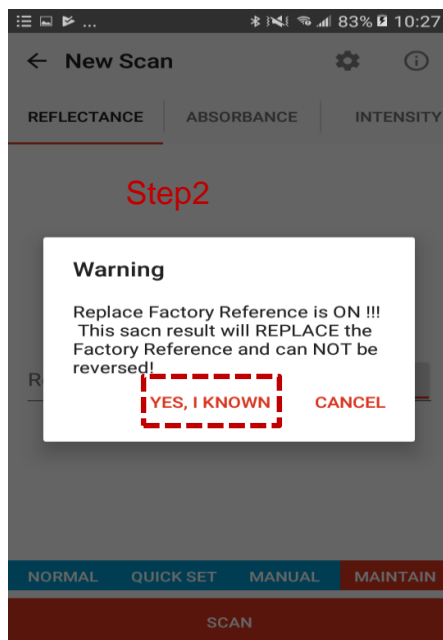 ... 83% 10:27
New Scan
REFLECTANCE ABSORBANCE INTENSITY
Step2
Warning
Replace Factory Reference is ON !!!
This sacn result will REPLACE the
Factory Reference and can NOT be
reversed!
YES, I KNOWN CANCEL
NORMAL QUICK SET MANUAL MAINTAIN
SCAN